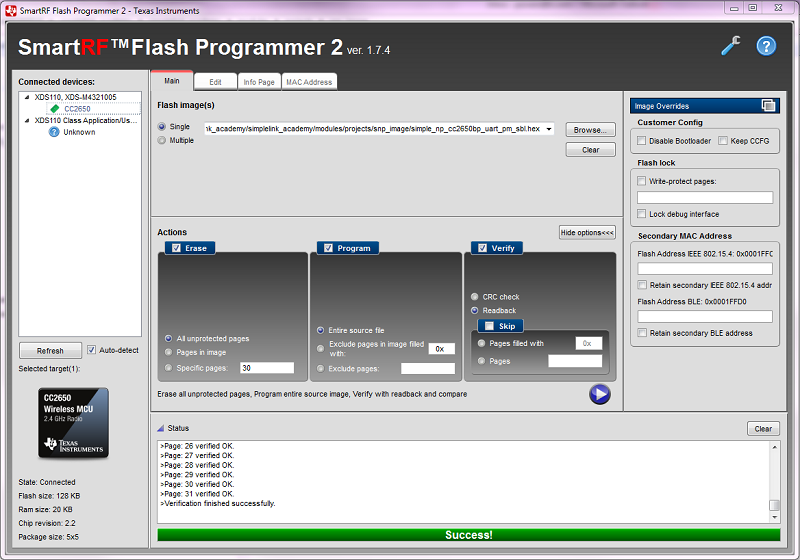 SmartRF Flash Programmer 2 - Texas Instruments
SmartRF™Flash Programmer 2 ver. 1.7.4
Connected devices:
XDS110, XDS-M4321005
CC2650
XDS110 Class Application/Us...
Unknown
Refresh
Auto-detect
Selected target(1):
CC2650
Wireless MCU
2.4 GHz Radio
TEXAS
INSTRUMENTS
State: Connected
Flash size: 128 KB
Ram size: 20 KB
Chip revision: 2.2
Package size: 5x5
Main Edit Info Page MAC Address
Flash image(s)
Single nk_academy/simplelink_academy/modules/projects/snp_image/simple_np_cc2650bp_uart_pm_sbl.hex Browse...
Multiple Clear
Actions Hide options<<<
Erase
All unprotected pages
Pages in image
Specific pages: 30
Program
Entire source file
Exclude pages in image filled
with: 0x
Exclude pages:
Verify
CRC check
Readback
Skip
Pages filled with 0x
Pages
Erase all unprotected pages, Program entire source image, Verify with readback and compare
Image Overrides
Customer Config
Disable Bootloader Keep CCFG
Flash lock
Write-protect pages:
Lock debug interface
Secondary MAC Address
Flash Address IEEE 802.15.4: 0x0001FFC
Retain secondary IEEE 802.15.4 addr
Flash Address BLE: 0x0001FFD0
Retain secondary BLE address
Status Clear
>Page: 26 verified OK.
>Page: 27 verified OK.
>Page: 28 verified OK.
>Page: 29 verified OK.
>Page: 30 verified OK.
>Page: 31 verified OK.
>Verification finished successfully.
Success!